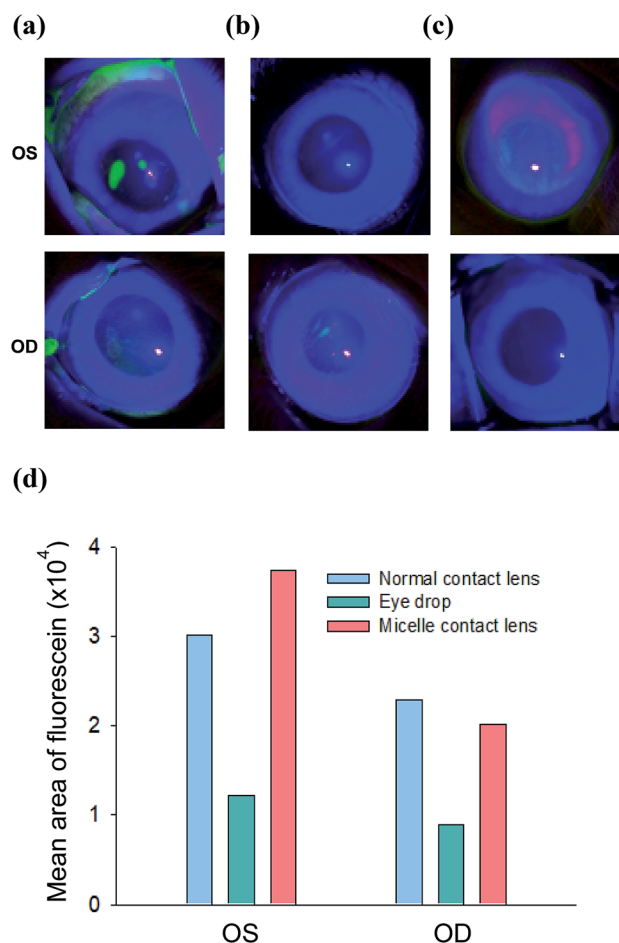 (a)
(b)
(c)
OS
OD
(d)
Mean area of fluorescein (x10⁴)
4
3
2
1
0
Normal contact lens
Eye drop
Micelle contact lens
OS
OD